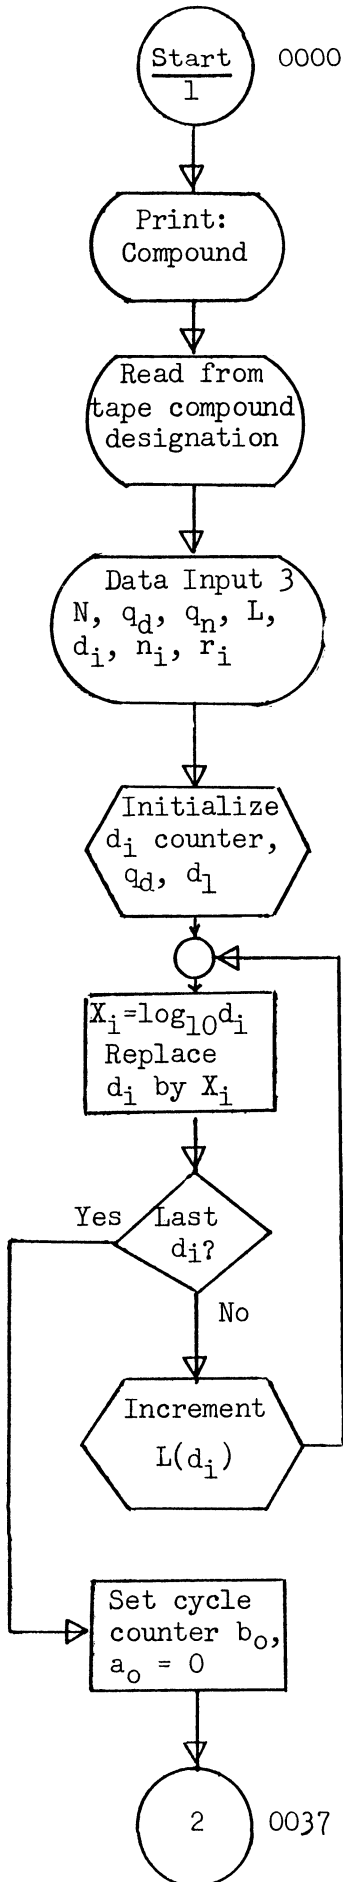 Start 0000
1
Print:
Compound
Read from
tape compound
designation
Data Input 3
N, q_d, q_n, L,
d_i, n_i, r_i
Initialize
d_i counter,
q_d, d_1
X_i=log_10 d_i
Replace
d_i by X_i
Yes Last
d_i?
No
Increment
L(d_i)
Set cycle
counter b_o,
a_o = 0
2 0037